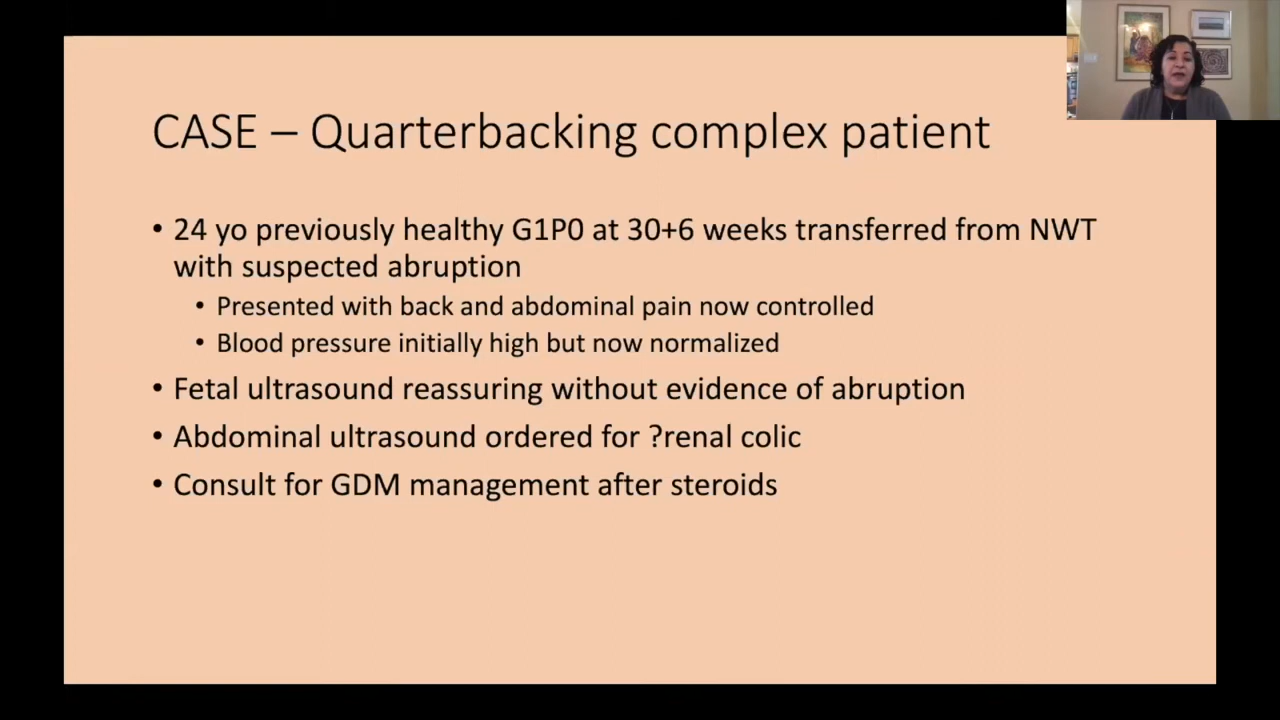 CASE – Quarterbacking complex patient
• 24 yo previously healthy G1P0 at 30+6 weeks transferred from NWT
with suspected abruption
• Presented with back and abdominal pain now controlled
• Blood pressure initially high but now normalized
• Fetal ultrasound reassuring without evidence of abruption
• Abdominal ultrasound ordered for ?renal colic
• Consult for GDM management after steroids